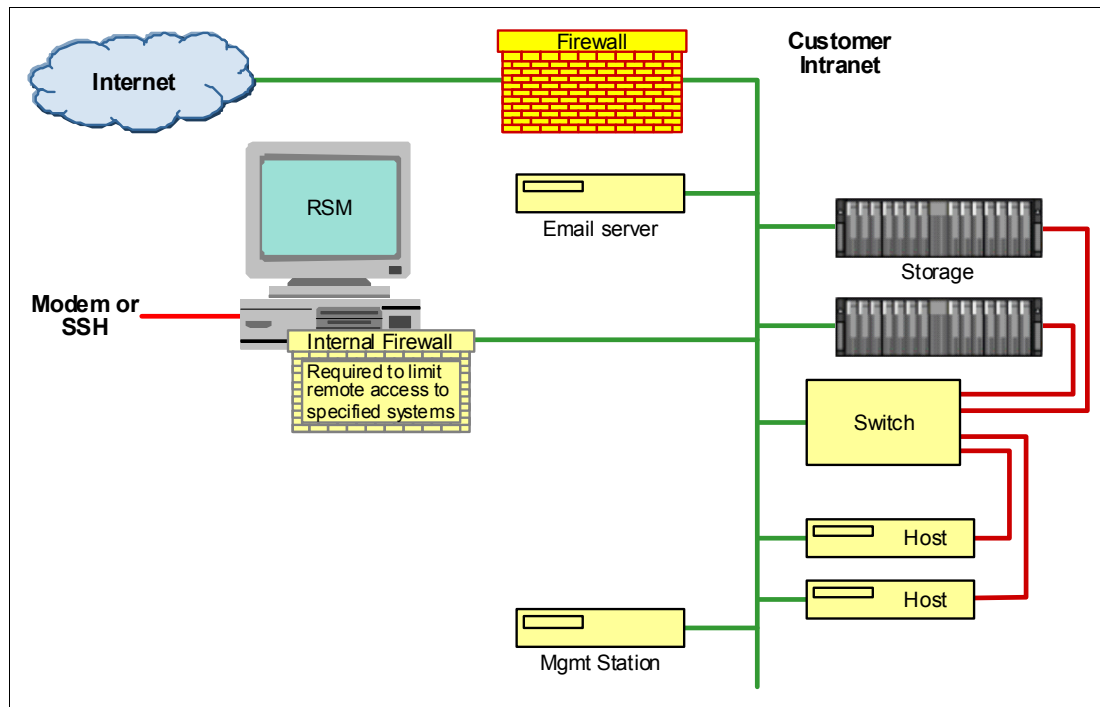 Internet
Firewall
Customer
Intranet
RSM
Email server
Storage
Modem or
SSH
Internal Firewall
Required to limit
remote access to
specified systems
Switch
Host
Host
Mgmt Station